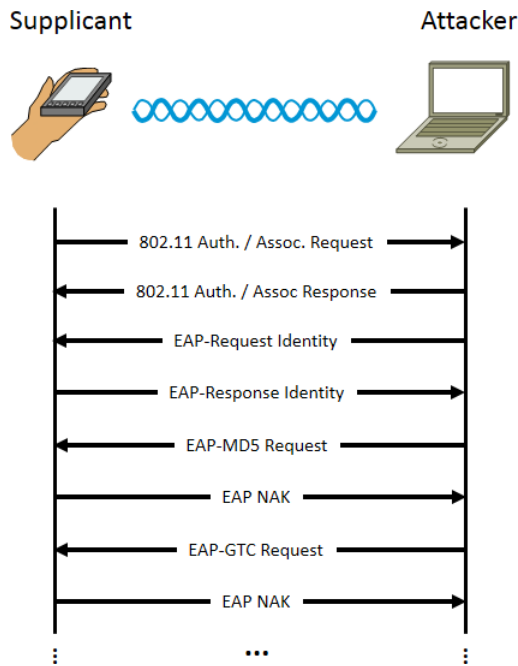 Supplicant
Attacker
802.11 Auth. / Assoc. Request
802.11 Auth. / Assoc Response
EAP-Request Identity
EAP-Response Identity
EAP-MD5 Request
EAP NAK
EAP-GTC Request
EAP NAK
...